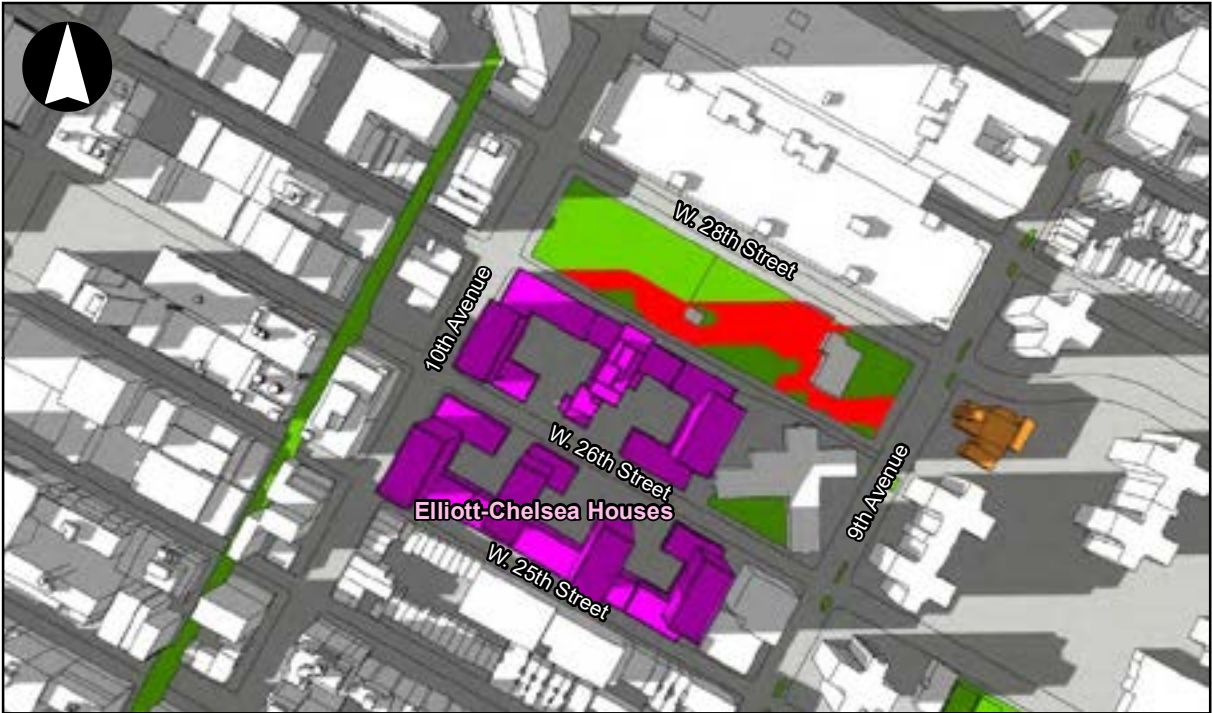 W. 28th Street
10th Avenue
W. 26th Street
9th Avenue
Elliott-Chelsea Houses
W. 25th Street